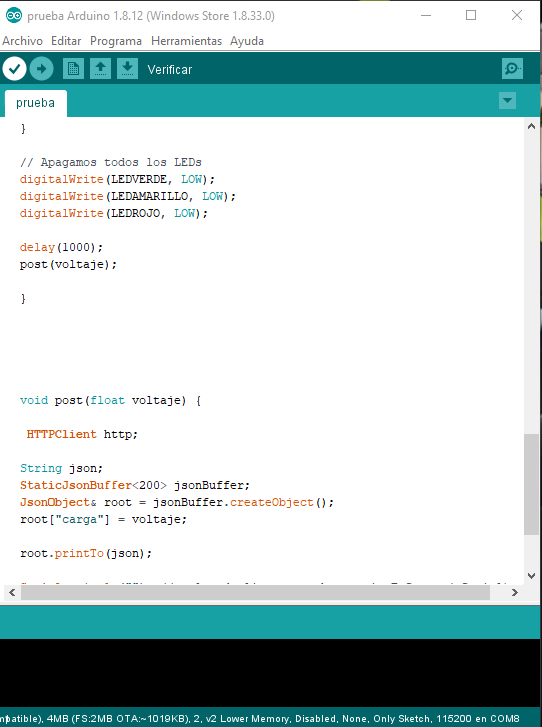 prueba Arduino 1.8.12 (Windows Store 1.8.33.0)
Archivo Editar Programa Herramientas Ayuda
Verificar
prueba
}
// Apagamos todos los LEDs
digitalWrite(LEDVERDE, LOW);
digitalWrite(LEDAMARILLO, LOW);
digitalWrite(LEDROJO, LOW);
delay(1000);
post(voltaje);
}
void post(float voltaje) {
HTTPClient http;
String json;
StaticJsonBuffer<200> jsonBuffer;
JsonObject& root = jsonBuffer.createObject();
root["carga"] = voltaje;
root.printTo(json);
mpatible), 4MB (FS:2MB OTA:~1019KB), 2, v2 Lower Memory, Disabled, None, Only Sketch, 115200 en COM8